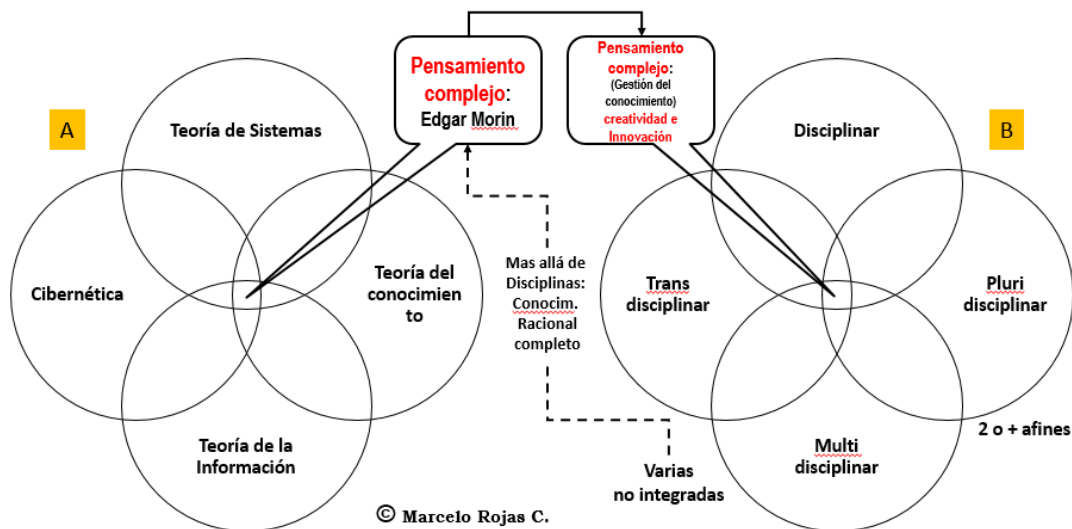 Pensamiento
complejo:
Edgar Morin
Pensamiento
complejo:
(Gestión del
conocimiento)
creatividad e
Innovación
A
Teoría de Sistemas
Cibernética
Teoría del
conocimien
to
Teoría de la
Información
Mas allá de
Disciplinas:
Conocim.
Racional
completo
B
Disciplinar
Trans
disciplinar
Pluri
disciplinar
Multi
disciplinar
2 o + afines
Varias
no integradas
© Marcelo Rojas C.